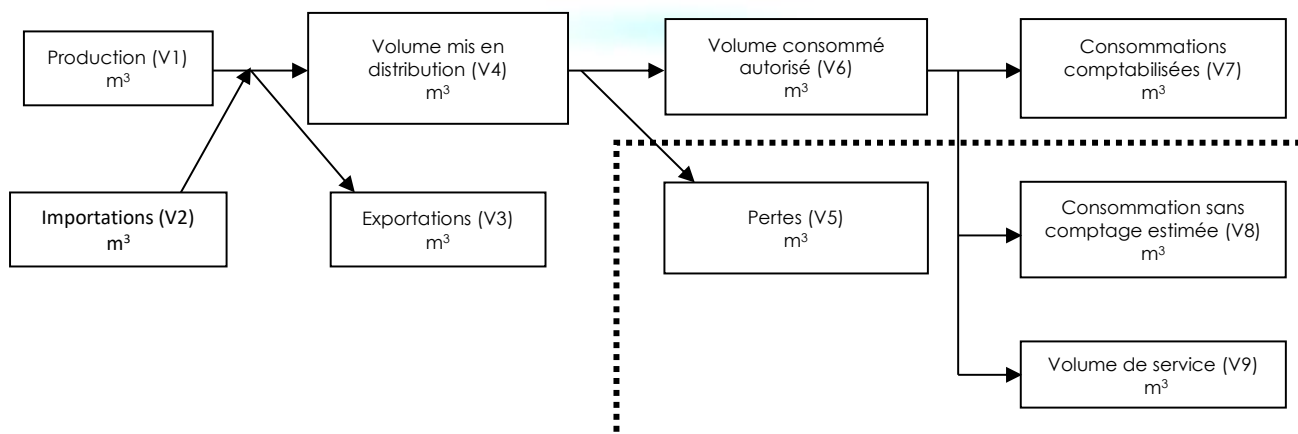 Production (V1)
m³
Volume mis en
distribution (V4)
m³
Volume consommé
autorisé (V6)
m³
Consommations
comptabilisées (V7)
m³
Importations (V2)
m³
Exportations (V3)
m³
Pertes (V5)
m³
Consommation sans
comptage estimée (V8)
m³
Volume de service (V9)
m³